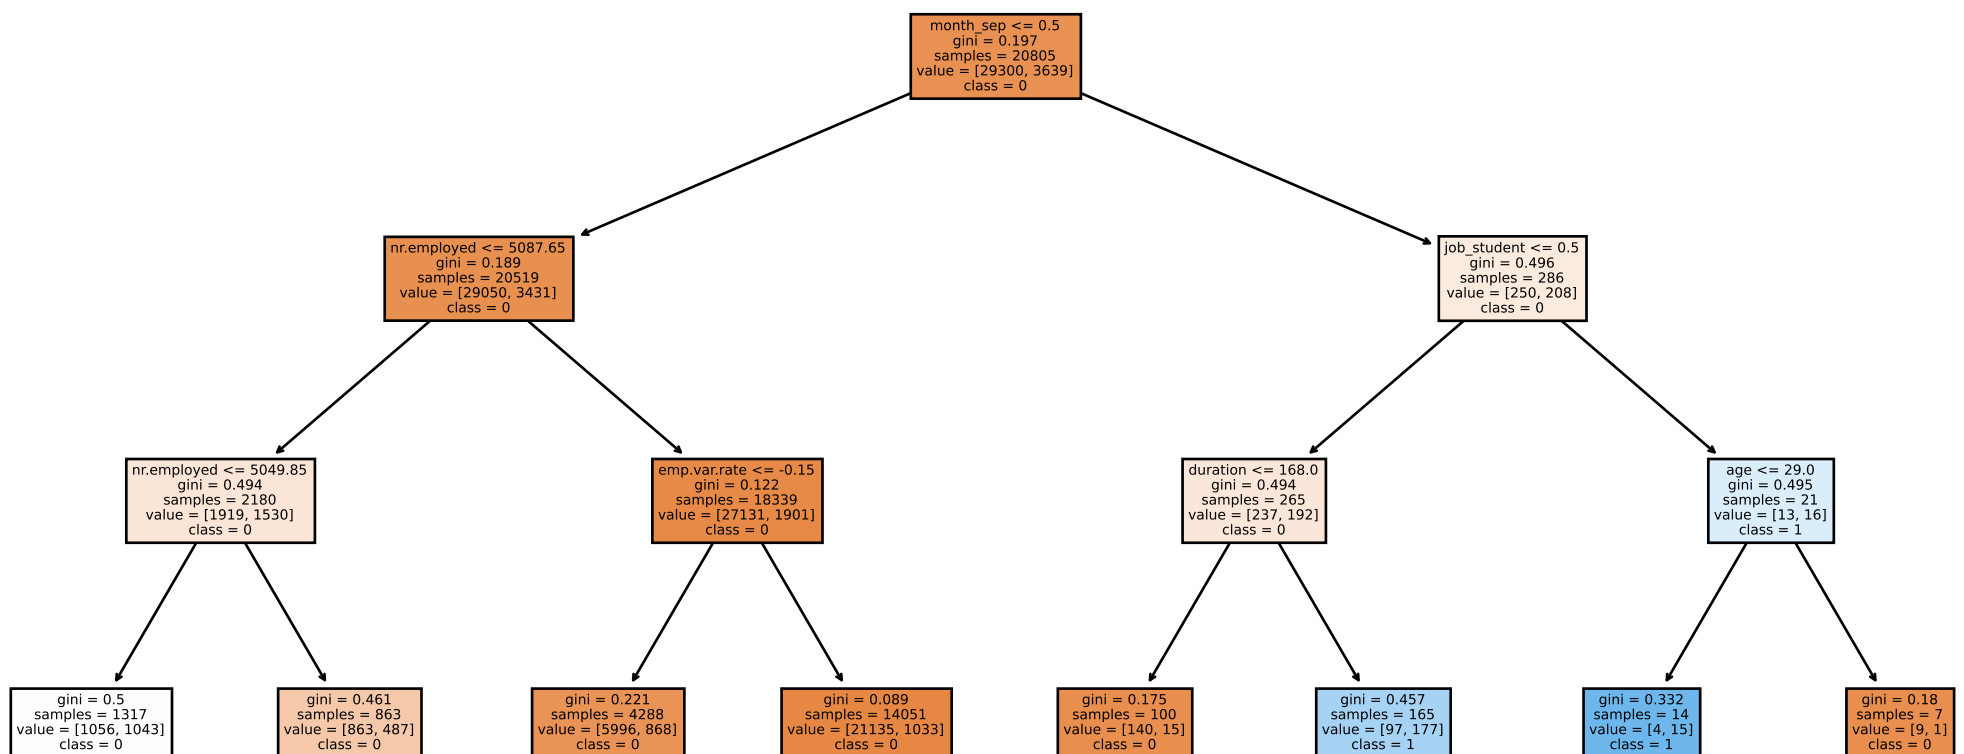 month_sep <= 0.5
gini = 0.197
samples = 20805
value = [29300, 3639]
class = 0
nr.employed <= 5087.65
gini = 0.189
samples = 20519
value = [29050, 3431]
class = 0
job_student <= 0.5
gini = 0.496
samples = 286
value = [250, 208]
class = 0
nr.employed <= 5049.85
gini = 0.494
samples = 2180
value = [1919, 1530]
class = 0
emp.var.rate <= -0.15
gini = 0.122
samples = 18339
value = [27131, 1901]
class = 0
duration <= 168.0
gini = 0.494
samples = 265
value = [237, 192]
class = 0
age <= 29.0
gini = 0.495
samples = 21
value = [13, 16]
class = 1
gini = 0.5
samples = 1317
value = [1056, 1043]
class = 0
gini = 0.461
samples = 863
value = [863, 487]
class = 0
gini = 0.221
samples = 4288
value = [5996, 868]
class = 0
gini = 0.089
samples = 14051
value = [21135, 1033]
class = 0
gini = 0.175
samples = 100
value = [140, 15]
class = 0
gini = 0.457
samples = 165
value = [97, 177]
class = 1
gini = 0.332
samples = 14
value = [4, 15]
class = 1
gini = 0.18
samples = 7
value = [9, 1]
class = 0